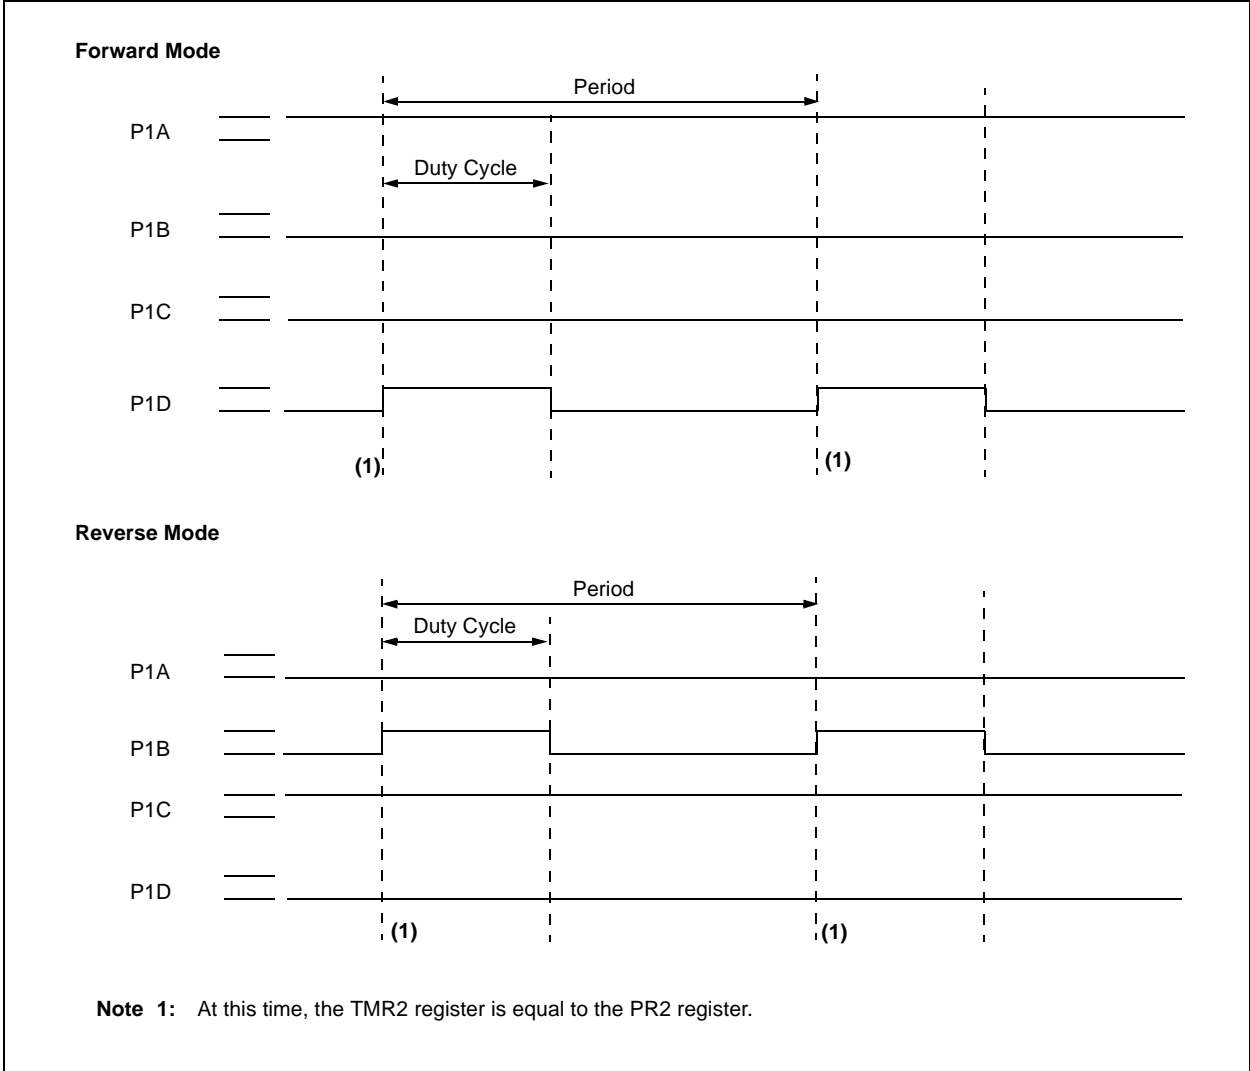 Forward Mode
Period
P1A
Duty Cycle
P1B
P1C
P1D
(1)
(1)
Reverse Mode
Period
Duty Cycle
P1A
P1B
P1C
P1D
(1)
(1)
Note 1: At this time, the TMR2 register is equal to the PR2 register.